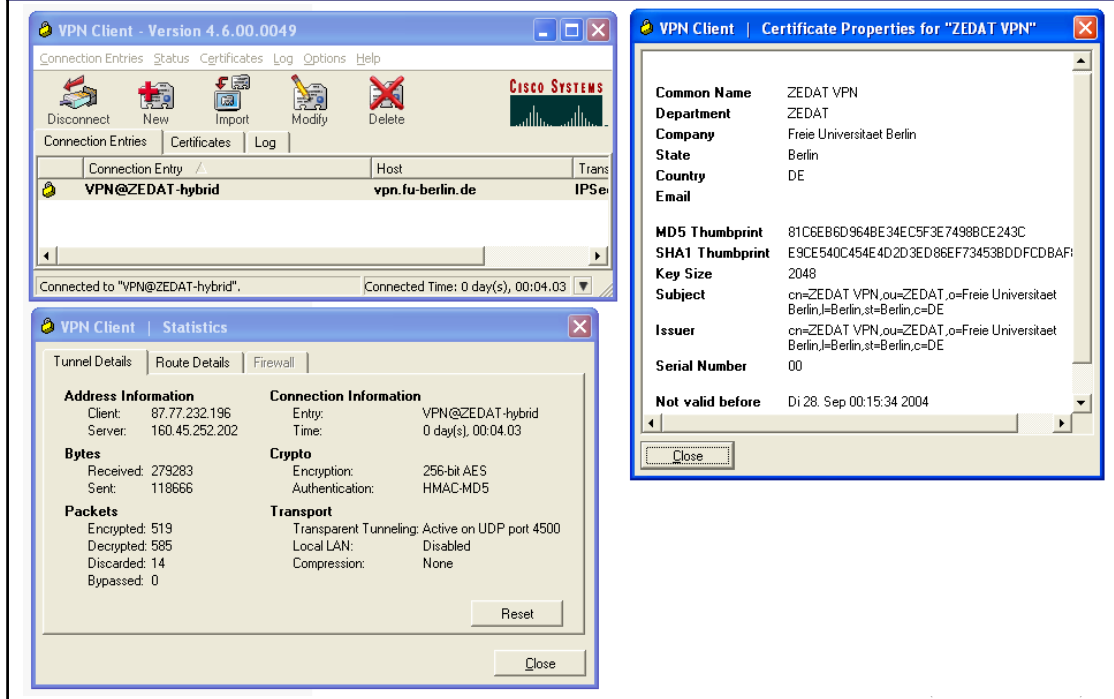 VPN Client - Version 4.6.00.0049
Connection Entries Status Certificates Log Options Help
CISCO SYSTEMS
Disconnect New Import Modify Delete
Connection Entries Certificates Log
Connection Entry Host Trans
VPN@ZEDAT-hybrid vpn.fu-berlin.de IPSe
Connected to "VPN@ZEDAT-hybrid". Connected Time: 0 day(s), 00:04.03
VPN Client | Statistics
Tunnel Details Route Details Firewall
Address Information
Client: 87.77.232.196
Server: 160.45.252.202
Bytes
Received: 279283
Sent: 118666
Packets
Encrypted: 519
Decrypted: 585
Discarded: 14
Bypassed: 0
Connection Information
Entry: VPN@ZEDAT-hybrid
Time: 0 day(s), 00:04.03
Crypto
Encryption: 256-bit AES
Authentication: HMAC-MD5
Transport
Transparent Tunneling: Active on UDP port 4500
Local LAN: Disabled
Compression: None
Reset
Close
VPN Client | Certificate Properties for "ZEDAT VPN"
Common Name ZEDAT VPN
Department ZEDAT
Company Freie Universitaet Berlin
State Berlin
Country DE
Email
MD5 Thumbprint 81C6EB6D964BE34EC5F3E7498BCE243C
SHA1 Thumbprint E9CE540C454E4D2D3ED86EF73453BDDFCDBAF
Key Size 2048
Subject cn=ZEDAT VPN,ou=ZEDAT,o=Freie Universitaet
Berlin,l=Berlin,st=Berlin,c=DE
Issuer cn=ZEDAT VPN,ou=ZEDAT,o=Freie Universitaet
Berlin,l=Berlin,st=Berlin,c=DE
Serial Number 00
Not valid before Di 28. Sep 00:15:34 2004
Close